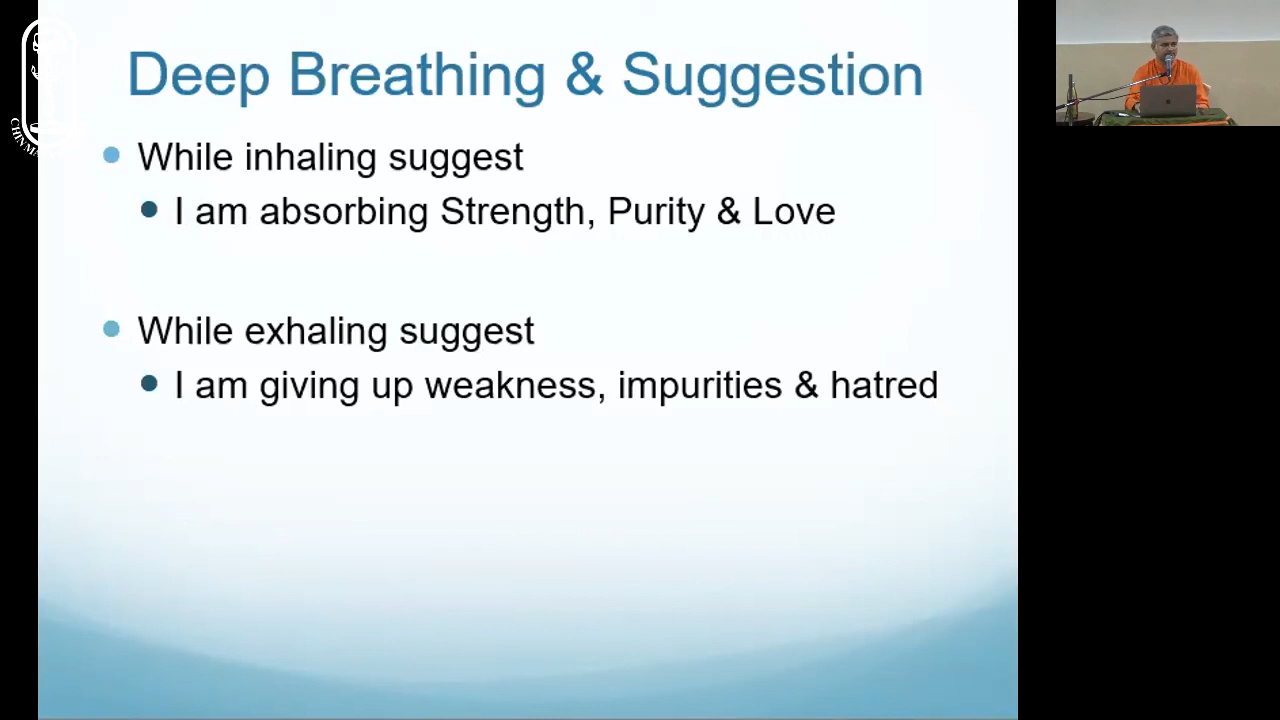 Deep Breathing & Suggestion
While inhaling suggest
I am absorbing Strength, Purity & Love
While exhaling suggest
I am giving up weakness, impurities & hatred